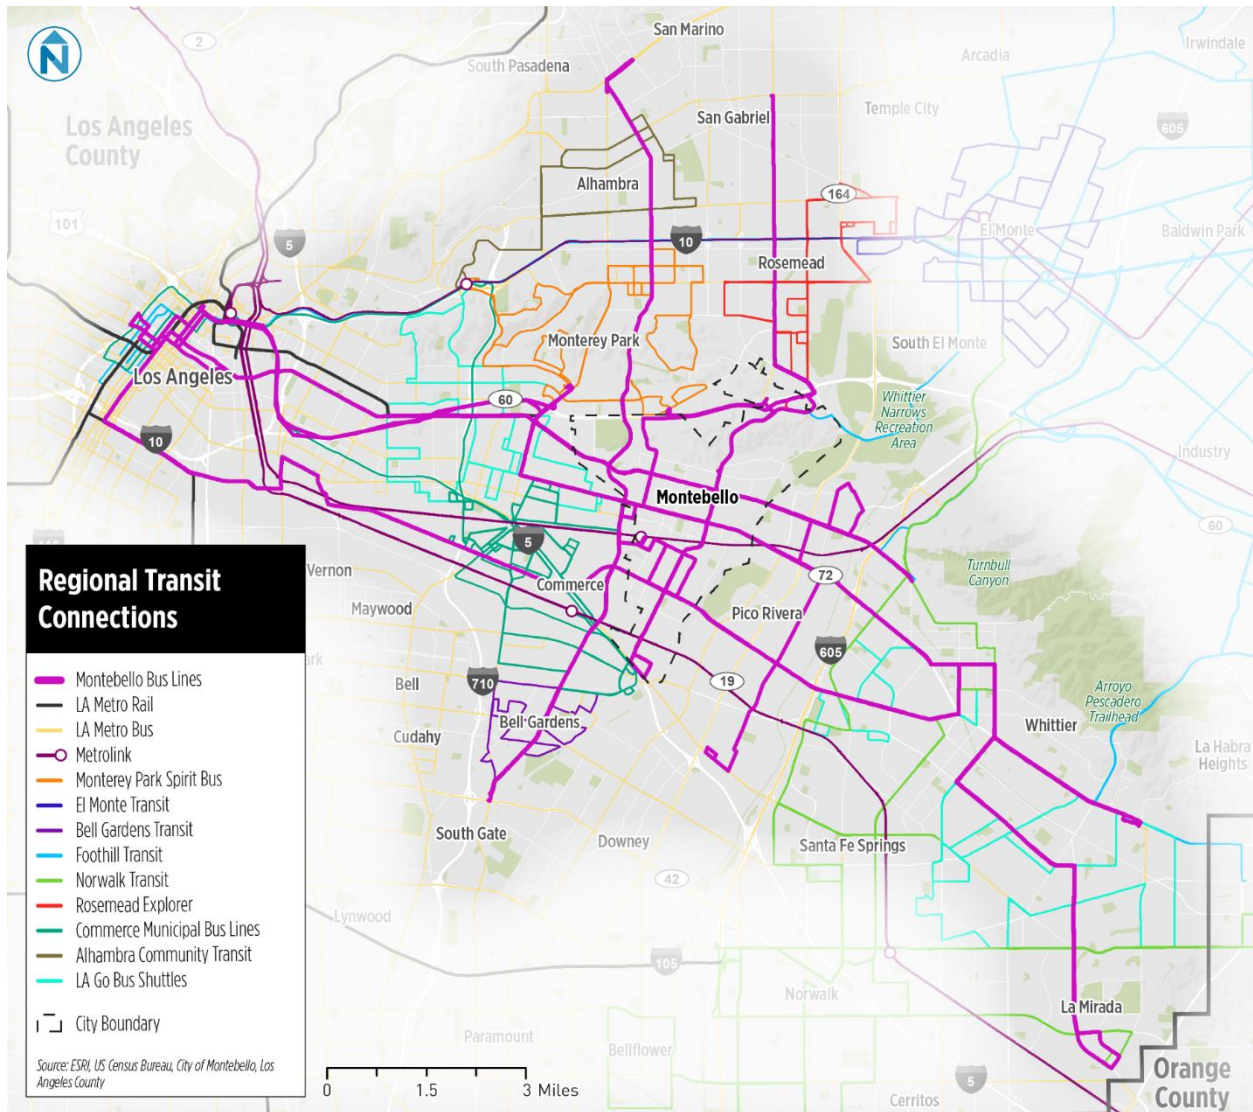 N
San Marino
2
South Pasadena
Arcadia
Irwindale
San Gabriel
Temple City
Los Angeles
County
605
Alhambra
164
101
5
10
El Monte
Baldwin Park
Rosemead
Monterey Park
South El Monte
Los Angeles
60
Whittier
Narrows
Recreation
Area
10
Industry
Montebello
60
5
Regional Transit
Connections
Vernon
Commerce
72
Turnbull
Canyon
Maywood
Pico Rivera
605
Bell
710
19
Arroyo
Pescadero
Trailhead
Bell Gardens
Whittier
Cudahy
La Habra
Heights
South Gate
Downey
Santa Fe Springs
42
Lynwood
105
Norwalk
La Mirada
Paramount
Bellflower
5
Orange
County
Cerritos
Montebello Bus Lines
LA Metro Rail
LA Metro Bus
Metrolink
Monterey Park Spirit Bus
El Monte Transit
Bell Gardens Transit
Foothill Transit
Norwalk Transit
Rosemead Explorer
Commerce Municipal Bus Lines
Alhambra Community Transit
LA Go Bus Shuttles
City Boundary
Source: ESRI, US Census Bureau, City of Montebello, Los
Angeles County
0 1.5 3 Miles